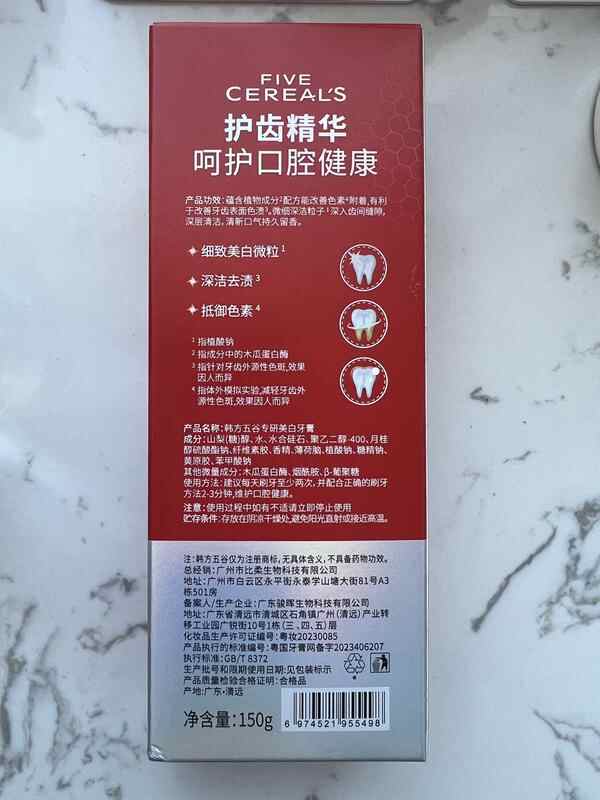 FIVE
CEREAL'S
护齿精华
呵护口腔健康
产品功效:蕴含植物成分²配方能改善色素⁴附着,有利
于改善牙齿表面色渍³。微细深洁粒子¹深入齿间缝隙,
深层清洁。清新口气持久留香。
细致美白微粒¹
深洁去渍³
抵御色素⁴
¹ 指植酸钠
² 指成分中的木瓜蛋白酶
³ 指针对牙齿外源性色斑,效果
因人而异
⁴ 指体外模拟实验,减轻牙齿外
源性色斑,效果因人而异
产品名称:韩方五谷专研美白牙膏
成分:山梨(糖)醇、水、水合硅石、聚乙二醇-400、月桂
醇硫酸酯钠、纤维素胶、香精、薄荷脑、植酸钠、糖精钠、
黄原胶、苯甲酸钠
其他微量成分:木瓜蛋白酶、烟酰胺、β-葡聚糖
使用方法:建议每天刷牙至少两次,并配合正确的刷牙
方法2-3分钟,维护口腔健康。
注意:使用过程中如有不适请立即停止使用
贮存条件:存放在阴凉干燥处,避免阳光直射或接近高温。
注:韩方五谷仅为注册商标,无具体含义,不具备药物功效。
总经销:广州市比柔生物科技有限公司
地址:广州市白云区永平街永泰学山塘大街81号A3
栋501房
备案人/生产企业:广东骏晖生物科技有限公司
地址:广东省清远市清城区石角镇广州(清远)产业转
移工业园广锐街10号1栋(三、四、五)层
化妆品生产许可证编号:粤妆20230085
产品执行的标准编号:粤国牙膏网备字2023406207
执行标准:GB/T 8372
生产批号和限期使用日期:见包装标示
产品质量检验合格证明:合格品
产地:广东·清远
净含量:150g
6 974521 955498